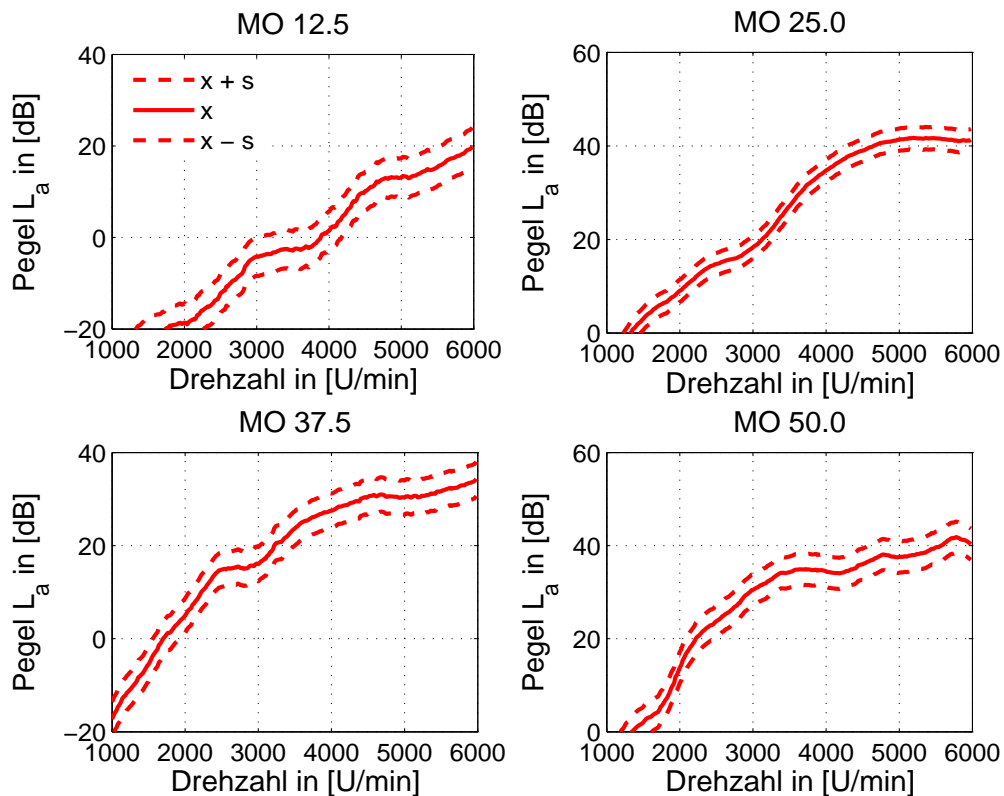 MO 12.5
40
20
0
−20
Pegel L_a in [dB]
x + s
x
x − s
1000 2000 3000 4000 5000 6000
Drehzahl in [U/min]
MO 25.0
60
40
20
0
Pegel L_a in [dB]
1000 2000 3000 4000 5000 6000
Drehzahl in [U/min]
MO 37.5
40
20
0
−20
Pegel L_a in [dB]
1000 2000 3000 4000 5000 6000
Drehzahl in [U/min]
MO 50.0
60
40
20
0
Pegel L_a in [dB]
1000 2000 3000 4000 5000 6000
Drehzahl in [U/min]